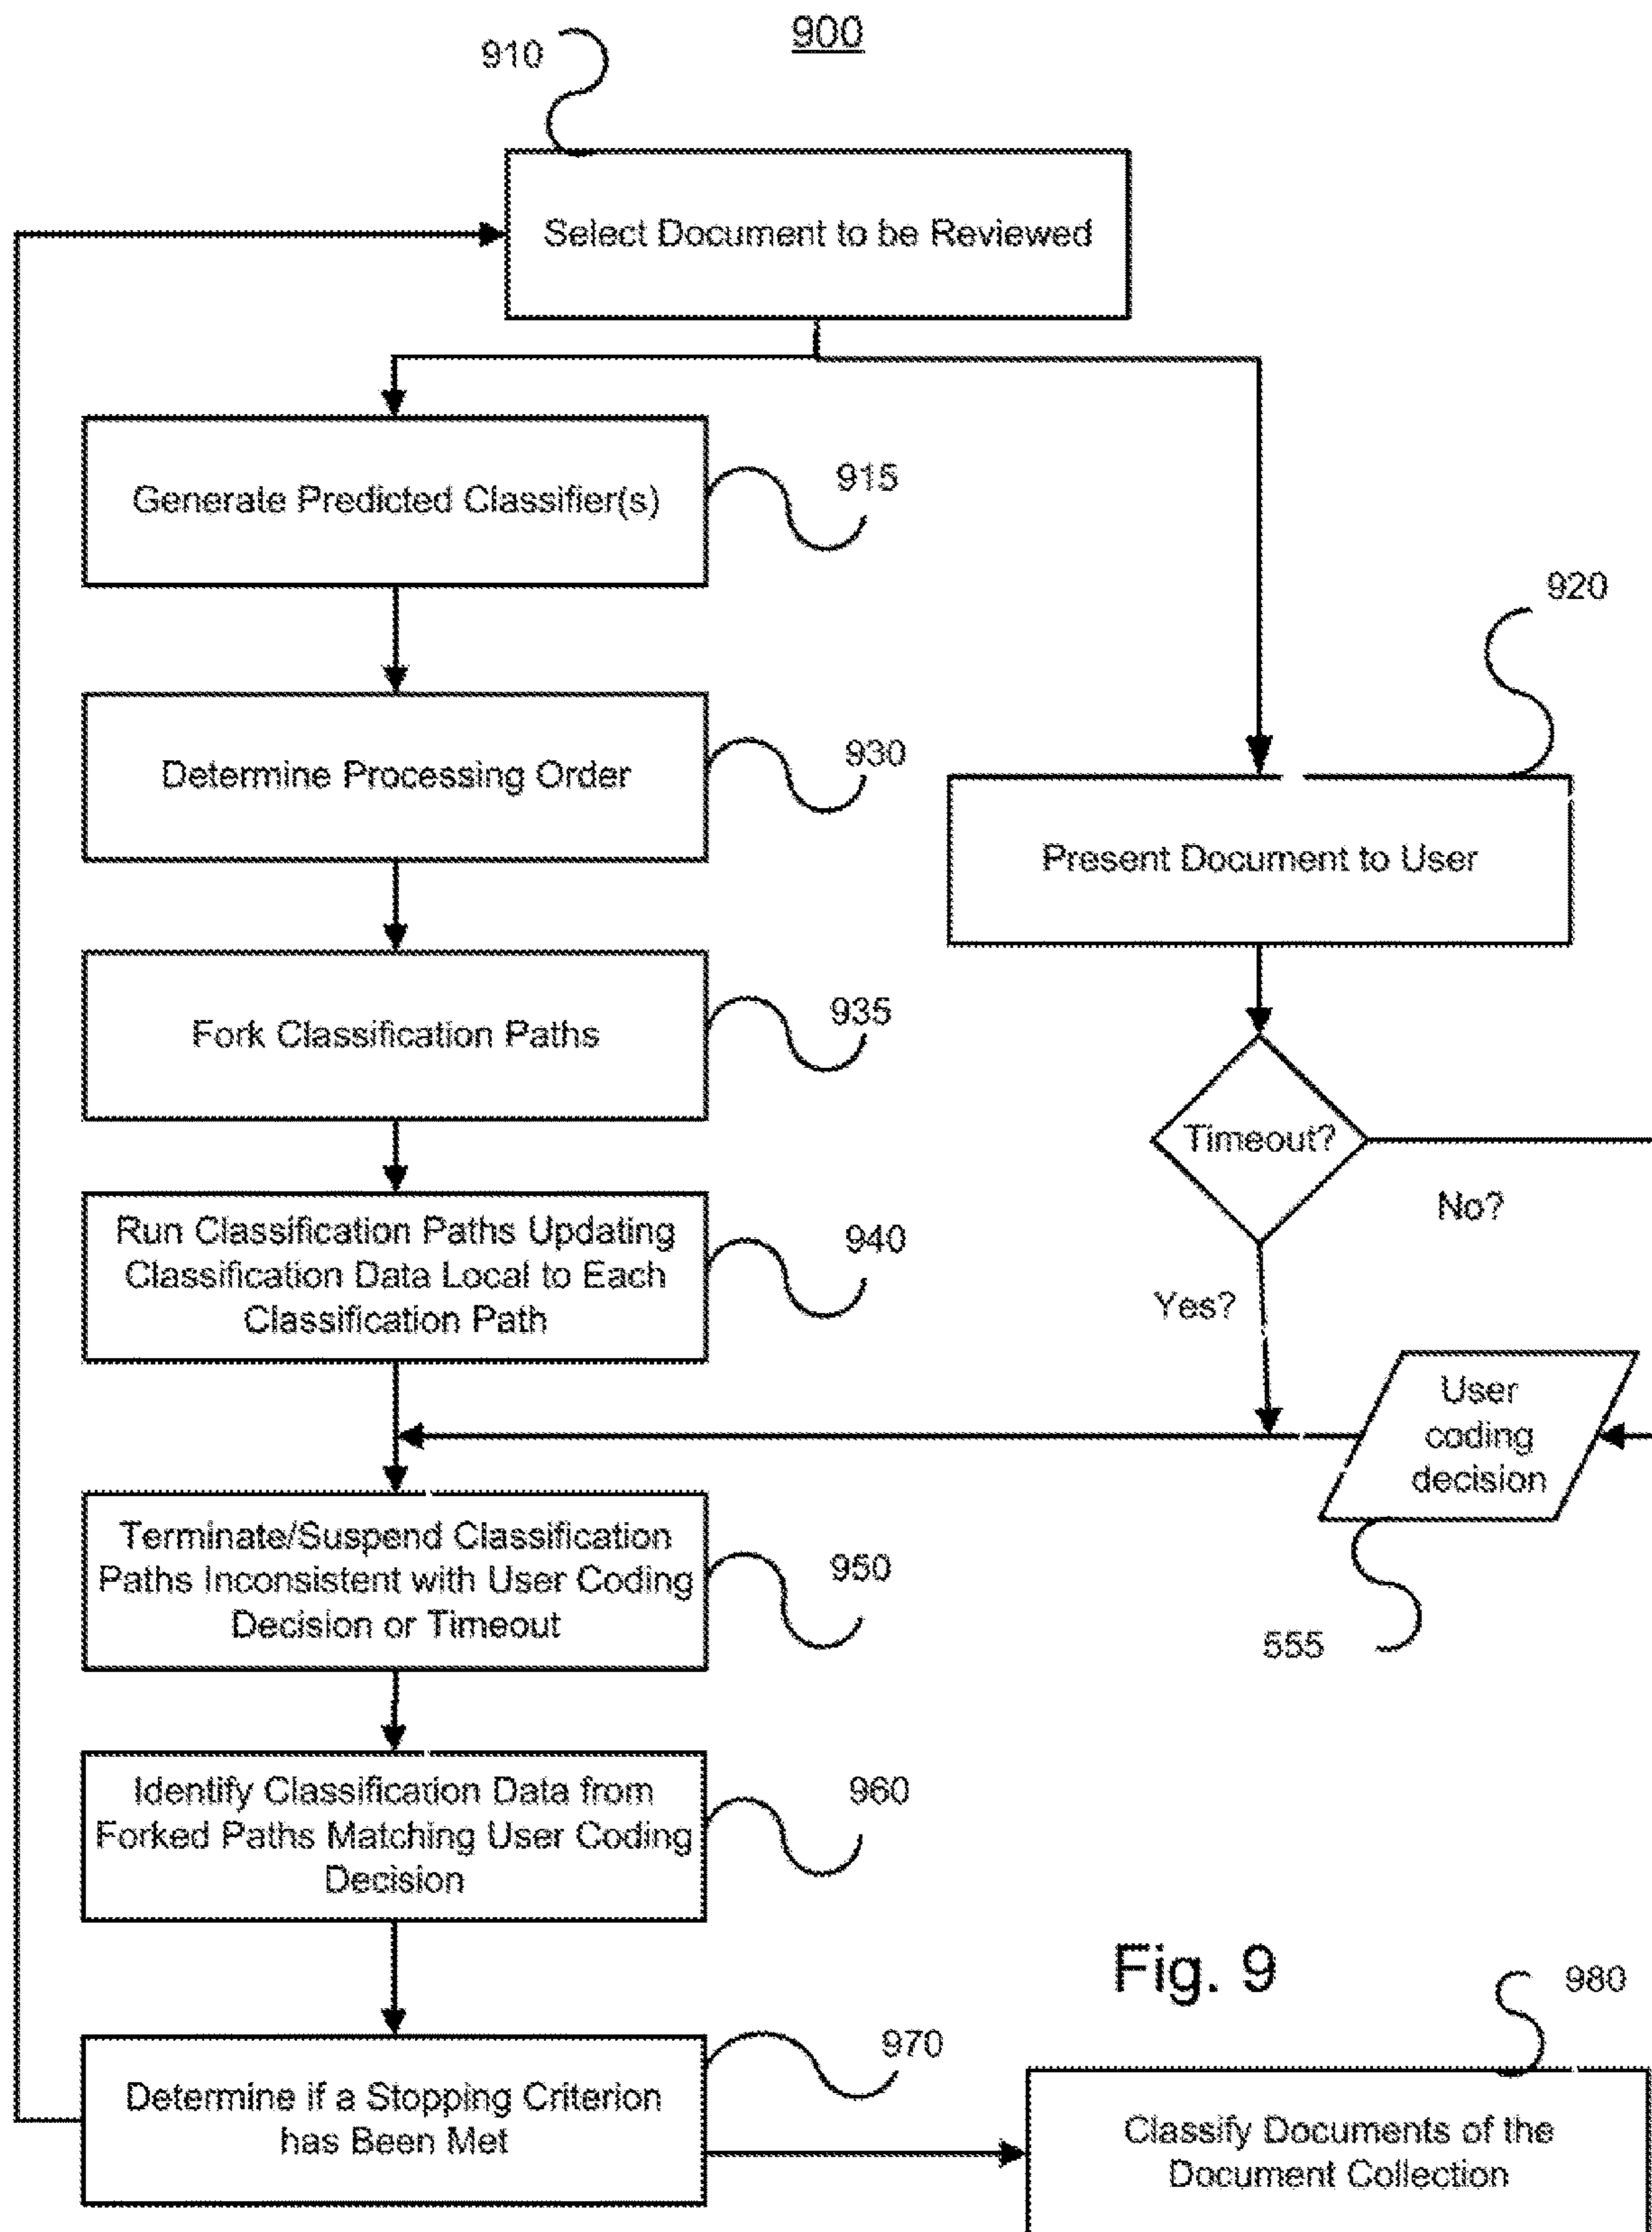 900
910
Select Document to be Reviewed
Generate Predicted Classifier(s)
915
920
Determine Processing Order
930
Present Document to User
Fork Classification Paths
935
Timeout?
No?
Run Classification Paths Updating
Classification Data Local to Each
Classification Path
940
Yes?
User
coding
decision
Terminate/Suspend Classification
Paths Inconsistent with User Coding
Decision or Timeout
950
555
Identify Classification Data from
Forked Paths Matching User Coding
Decision
960
Fig. 9
980
Determine if a Stopping Criterion
has Been Met
970
Classify Documents of the
Document Collection